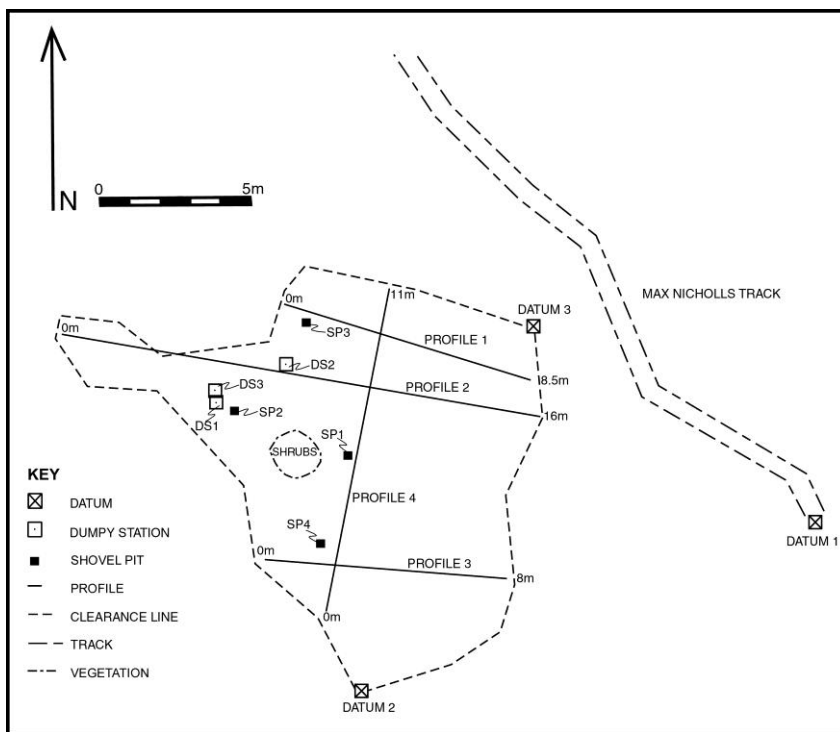 N
0 5m
MAX NICHOLLS TRACK
11m
0m
DATUM 3
SP3
PROFILE 1
0m
DS2
8.5m
PROFILE 2
DS3
16m
SP2
DS1
SP1
SHRUBS
PROFILE 4
SP4
DATUM 1
0m
PROFILE 3
8m
0m
DATUM 2
KEY
DATUM
DUMPY STATION
SHOVEL PIT
PROFILE
CLEARANCE LINE
TRACK
VEGETATION